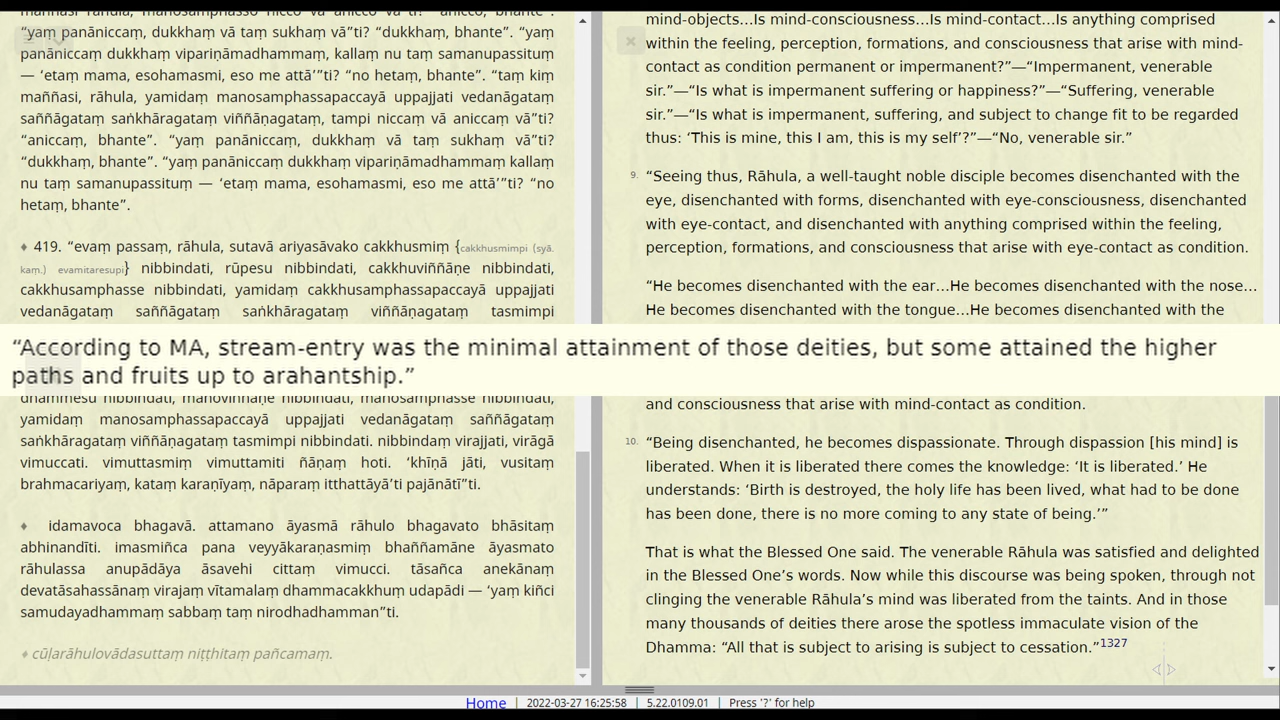 “yaṃ panāniccaṃ, dukkhaṃ vā taṃ sukhaṃ vā”ti? “dukkhaṃ, bhante”. “yaṃ
panāniccaṃ dukkhaṃ vipariṇāmadhammaṃ, kallaṃ nu taṃ samanupassituṃ
— ‘etaṃ mama, esohamasmi, eso me attā’”ti? “no hetaṃ, bhante”. “taṃ kiṃ
maññasi, rāhula, yamidaṃ manosamphassapaccayā uppajjati vedanāgataṃ
saññāgataṃ saṅkhāragataṃ viññāṇagataṃ, tampi niccaṃ vā aniccaṃ vā”ti?
“aniccaṃ, bhante”. “yaṃ panāniccaṃ, dukkhaṃ vā taṃ sukhaṃ vā”ti?
“dukkhaṃ, bhante”. “yaṃ panāniccaṃ dukkhaṃ vipariṇāmadhammaṃ kallaṃ
nu taṃ samanupassituṃ — ‘etaṃ mama, esohamasmi, eso me attā’”ti? “no
hetaṃ, bhante”.
♦ 419. “evaṃ passaṃ, rāhula, sutavā ariyasāvako cakkhusmiṃ {cakkhusmimpi (syā.
kaṃ.) evamitaresupi} nibbindati, rūpesu nibbindati, cakkhuviññāṇe nibbindati,
cakkhusamphasse nibbindati, yamidaṃ cakkhusamphassapaccayā uppajjati
vedanāgataṃ saññāgataṃ saṅkhāragataṃ viññāṇagataṃ tasmimpi
mind-objects…Is mind-consciousness…Is mind-contact…Is anything comprised
within the feeling, perception, formations, and consciousness that arise with mind-
contact as condition permanent or impermanent?”—“Impermanent, venerable
sir.”—“Is what is impermanent suffering or happiness?”—“Suffering, venerable
sir.”—“Is what is impermanent, suffering, and subject to change fit to be regarded
thus: ‘This is mine, this I am, this is my self’?”—“No, venerable sir.”
9. “Seeing thus, Rāhula, a well-taught noble disciple becomes disenchanted with the
eye, disenchanted with forms, disenchanted with eye-consciousness, disenchanted
with eye-contact, and disenchanted with anything comprised within the feeling,
perception, formations, and consciousness that arise with eye-contact as condition.
“He becomes disenchanted with the ear…He becomes disenchanted with the nose…
He becomes disenchanted with the tongue…He becomes disenchanted with the
“According to MA, stream-entry was the minimal attainment of those deities, but some attained the higher
paths and fruits up to arahantship.”
dhammesu nibbindati, manoviññāṇe nibbindati, manosamphasse nibbindati,
yamidaṃ manosamphassapaccayā uppajjati vedanāgataṃ saññāgataṃ
saṅkhāragataṃ viññāṇagataṃ tasmimpi nibbindati. nibbindaṃ virajjati, virāgā
vimuccati. vimuttasmiṃ vimuttamiti ñāṇaṃ hoti. ‘khīṇā jāti, vusitaṃ
brahmacariyaṃ, kataṃ karaṇīyaṃ, nāparaṃ itthattāyā’ti pajānātī”ti.
♦ idamavoca bhagavā. attamano āyasmā rāhulo bhagavato bhāsitaṃ
abhinandīti. imasmiñca pana veyyākaraṇasmiṃ bhaññamāne āyasmato
rāhulassa anupādāya āsavehi cittaṃ vimucci. tāsañca anekānaṃ
devatāsahassānaṃ virajaṃ vītamalaṃ dhammacakkhuṃ udapādi — ‘yaṃ kiñci
samudayadhammaṃ sabbaṃ taṃ nirodhadhamman”ti.
♦ cūḷarāhulovādasuttaṃ niṭṭhitaṃ pañcamaṃ.
and consciousness that arise with mind-contact as condition.
10. “Being disenchanted, he becomes dispassionate. Through dispassion [his mind] is
liberated. When it is liberated there comes the knowledge: ‘It is liberated.’ He
understands: ‘Birth is destroyed, the holy life has been lived, what had to be done
has been done, there is no more coming to any state of being.’”
That is what the Blessed One said. The venerable Rāhula was satisfied and delighted
in the Blessed One’s words. Now while this discourse was being spoken, through not
clinging the venerable Rāhula’s mind was liberated from the taints. And in those
many thousands of deities there arose the spotless immaculate vision of the
Dhamma: “All that is subject to arising is subject to cessation.”1327
Home | 2022-03-27 16:25:58 | 5.22.0109.01 | Press '?' for help